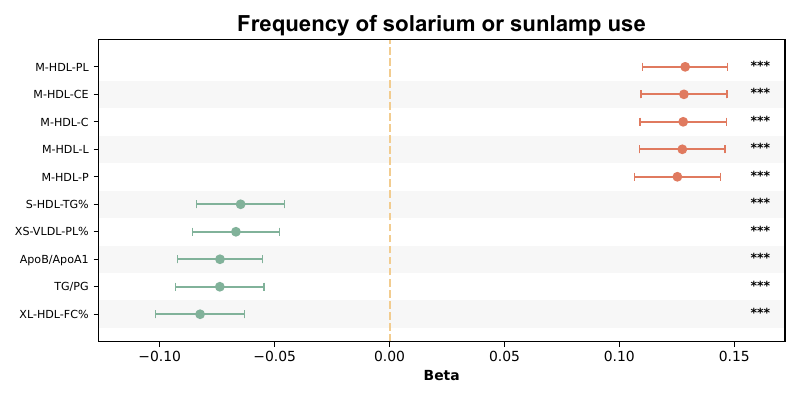 Frequency of solarium or sunlamp use
M-HDL-PL ***
M-HDL-CE ***
M-HDL-C ***
M-HDL-L ***
M-HDL-P ***
S-HDL-TG% ***
XS-VLDL-PL% ***
ApoB/ApoA1 ***
TG/PG ***
XL-HDL-FC% ***
−0.10 −0.05 0.00 0.05 0.10 0.15
Beta